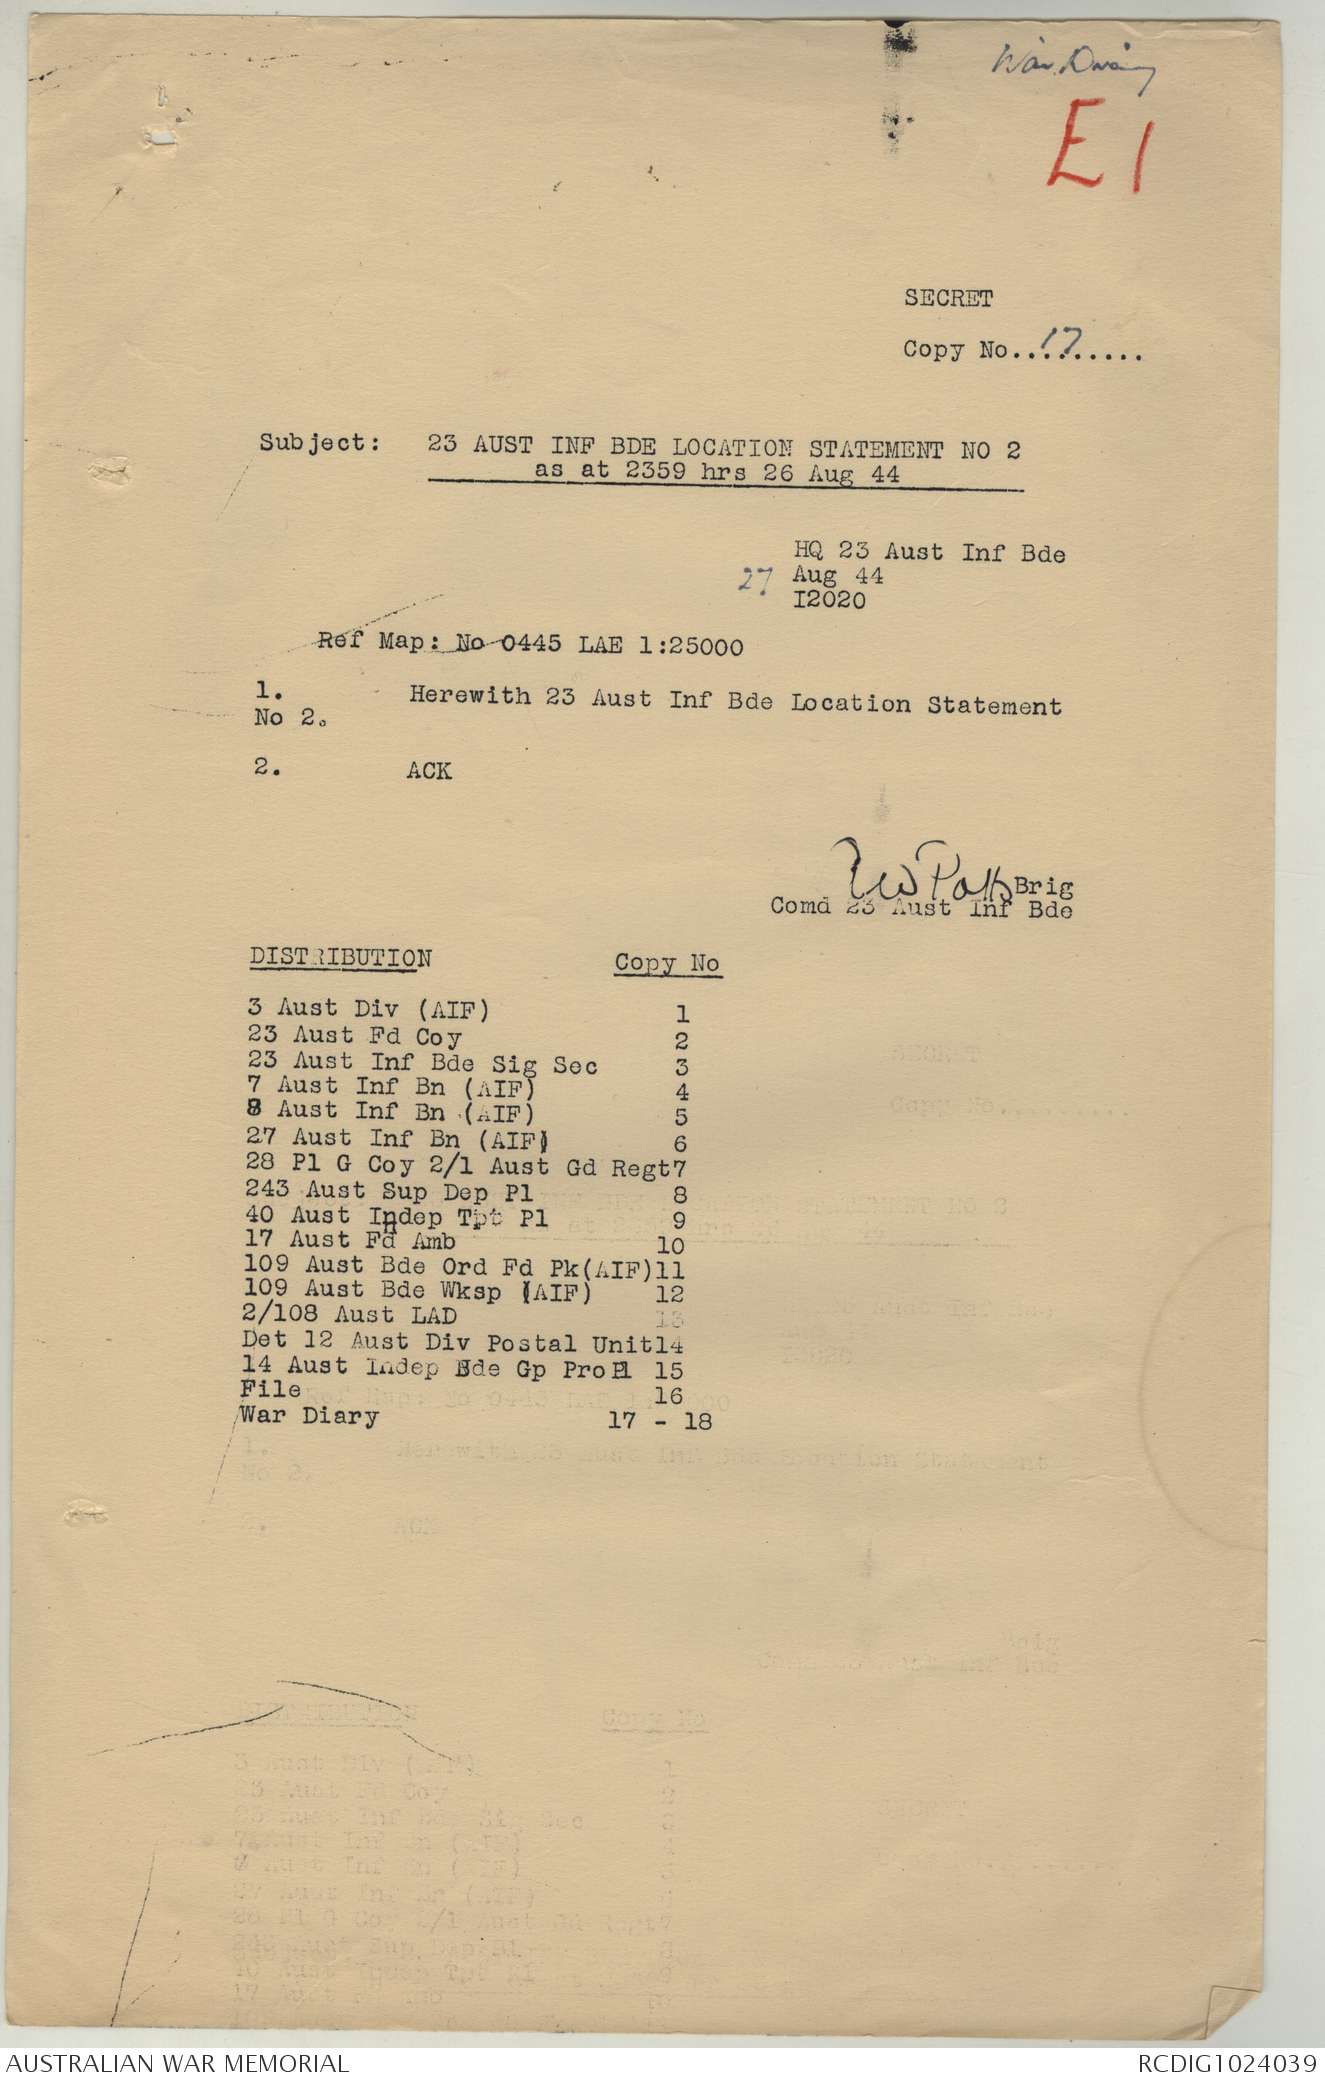 War Diary
E1
SECRET
Copy No..17.......
Subject: 23 AUST INF BDE LOCATION STATEMENT NO 2
as at 2359 hrs 26 Aug 44
HQ 23 Aust Inf Bde
27 Aug 44
I2020
Ref Map: No 0445 LAE 1:25000
1. Herewith 23 Aust Inf Bde Location Statement
No 2.
2. ACK
Potts Brig
Comd 23 Aust Inf Bde
DISTRIBUTION Copy No
3 Aust Div (AIF) 1
23 Aust Fd Coy 2
23 Aust Inf Bde Sig Sec 3
7 Aust Inf Bn (AIF) 4
8 Aust Inf Bn (AIF) 5
27 Aust Inf Bn (AIF) 6
28 Pl G Coy 2/1 Aust Gd Regt 7
243 Aust Sup Dep Pl 8
40 Aust Indep Tpt Pl 9
17 Aust Fd Amb 10
109 Aust Bde Ord Fd Pk(AIF) 11
109 Aust Bde Wksp (AIF) 12
2/108 Aust LAD 13
Det 12 Aust Div Postal Unit 14
14 Aust Indep Bde Gp Pro Pl 15
File 16
War Diary 17 - 18
AUSTRALIAN WAR MEMORIAL
RCDIG1024039